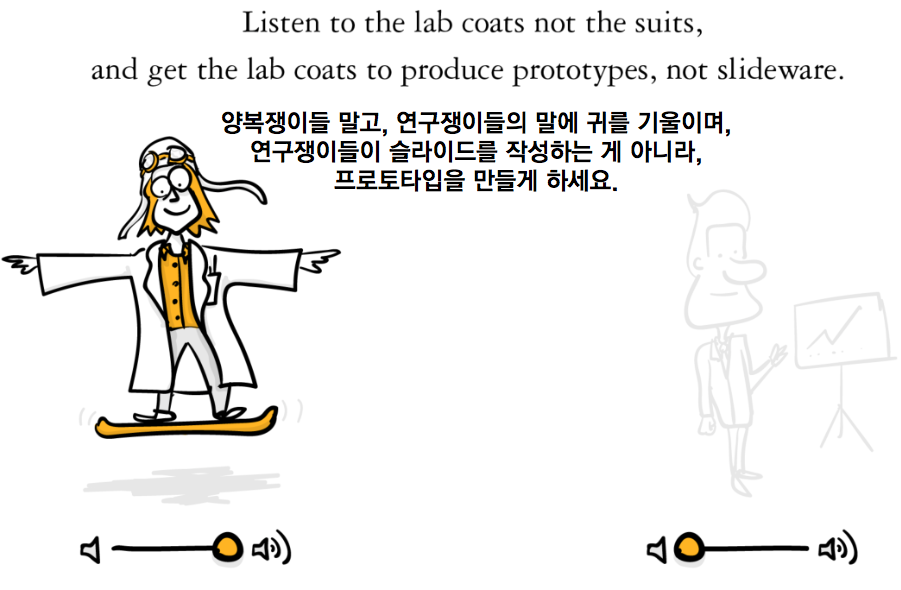 Listen to the lab coats not the suits,
and get the lab coats to produce prototypes, not slideware.
양복쟁이들 말고, 연구쟁이들의 말에 귀를 기울이며,
연구쟁이들이 슬라이드를 작성하는 게 아니라,
프로토타입을 만들게 하세요.